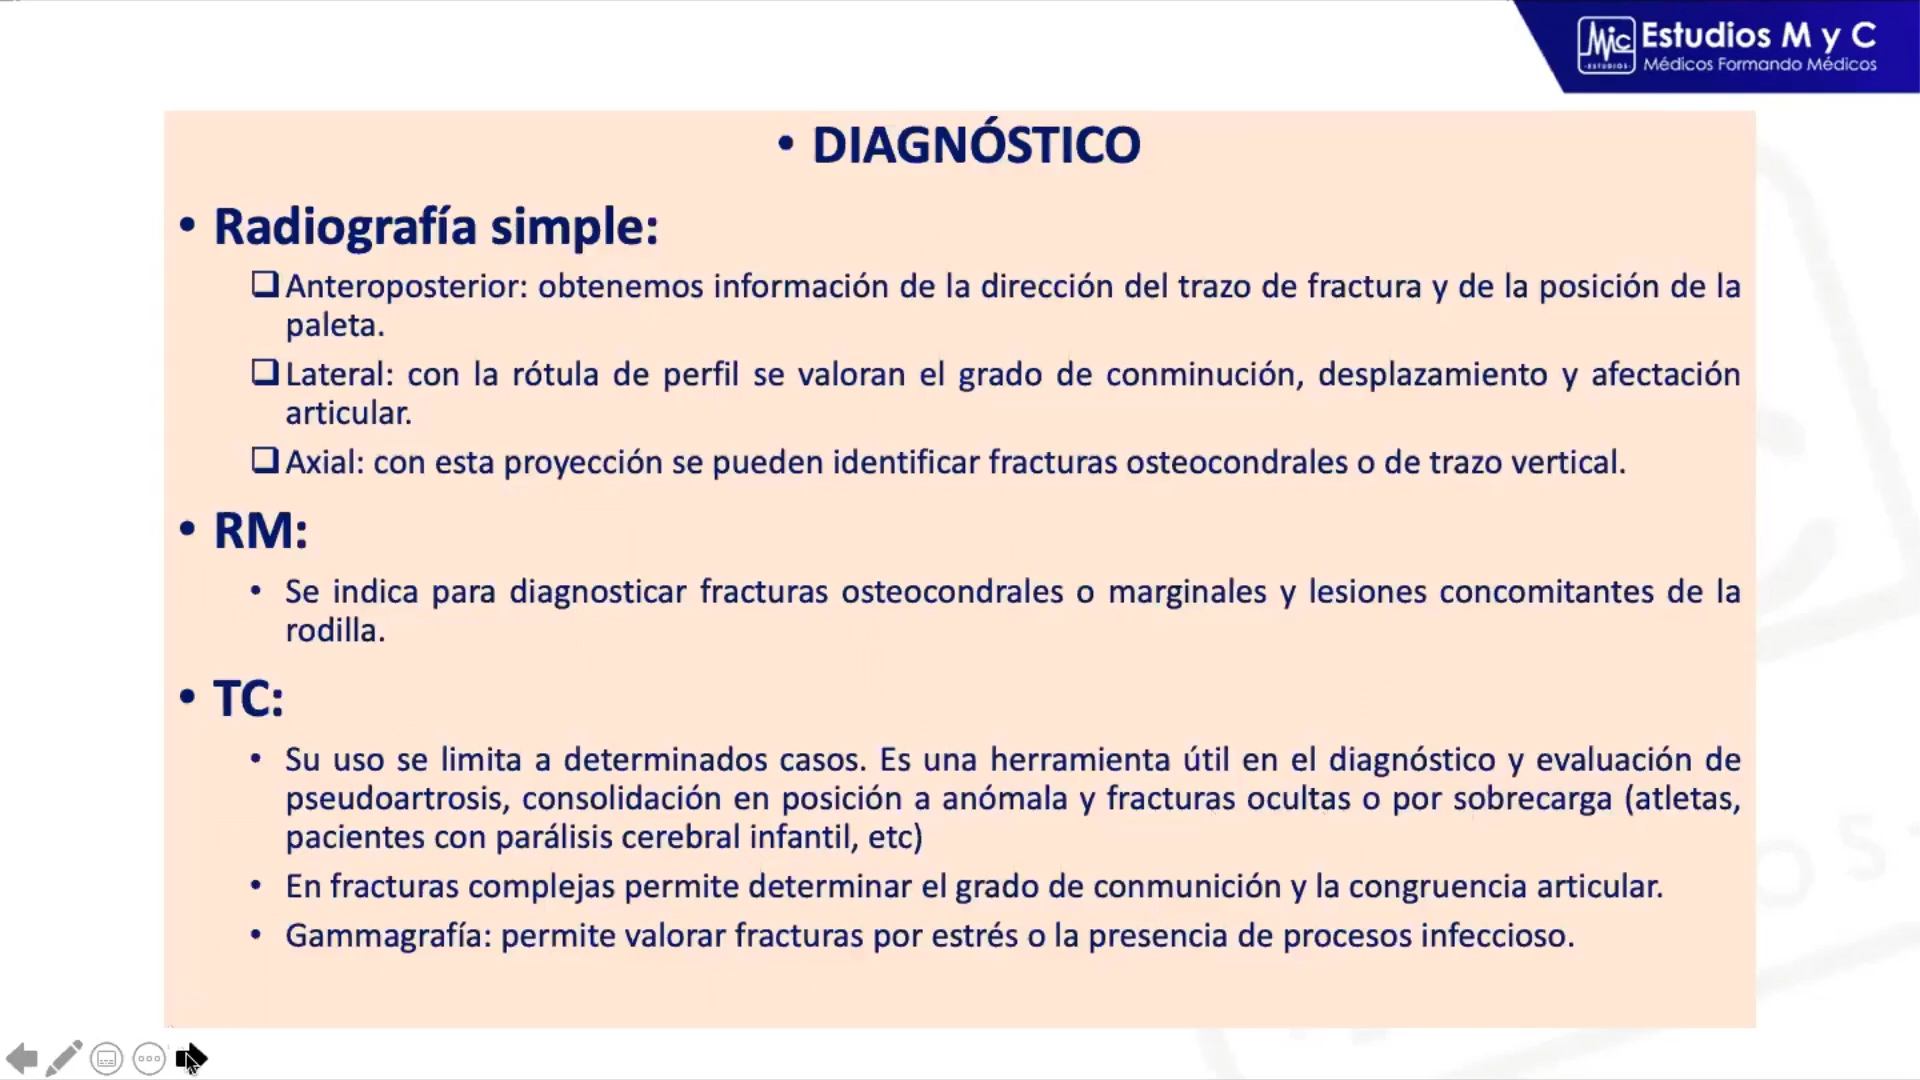 Estudios M y C
Médicos Formando Médicos
• DIAGNÓSTICO
• Radiografía simple:
❑ Anteroposterior: obtenemos información de la dirección del trazo de fractura y de la posición de la
paleta.
❑ Lateral: con la rótula de perfil se valoran el grado de conminución, desplazamiento y afectación
articular.
❑ Axial: con esta proyección se pueden identificar fracturas osteocondrales o de trazo vertical.
• RM:
• Se indica para diagnosticar fracturas osteocondrales o marginales y lesiones concomitantes de la
rodilla.
• TC:
• Su uso se limita a determinados casos. Es una herramienta útil en el diagnóstico y evaluación de
pseudoartrosis, consolidación en posición a anómala y fracturas ocultas o por sobrecarga (atletas,
pacientes con parálisis cerebral infantil, etc)
• En fracturas complejas permite determinar el grado de conmunición y la congruencia articular.
• Gammagrafía: permite valorar fracturas por estrés o la presencia de procesos infeccioso.